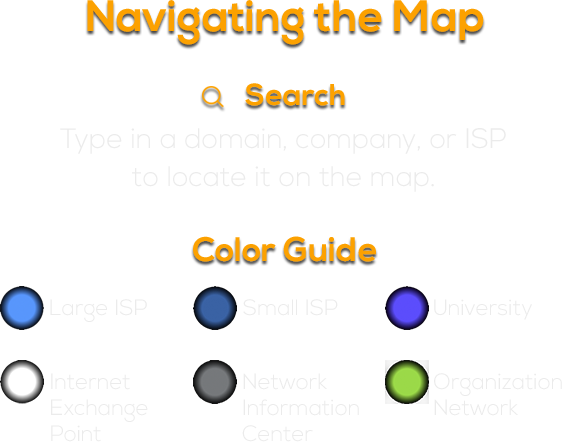 Navigating the Map
Search
Type in a domain, company, or ISP
to locate it on the map.
Color Guide
Large ISP
Small ISP
University
Internet
Exchange
Point
Network
Information
Center
Organization
Network